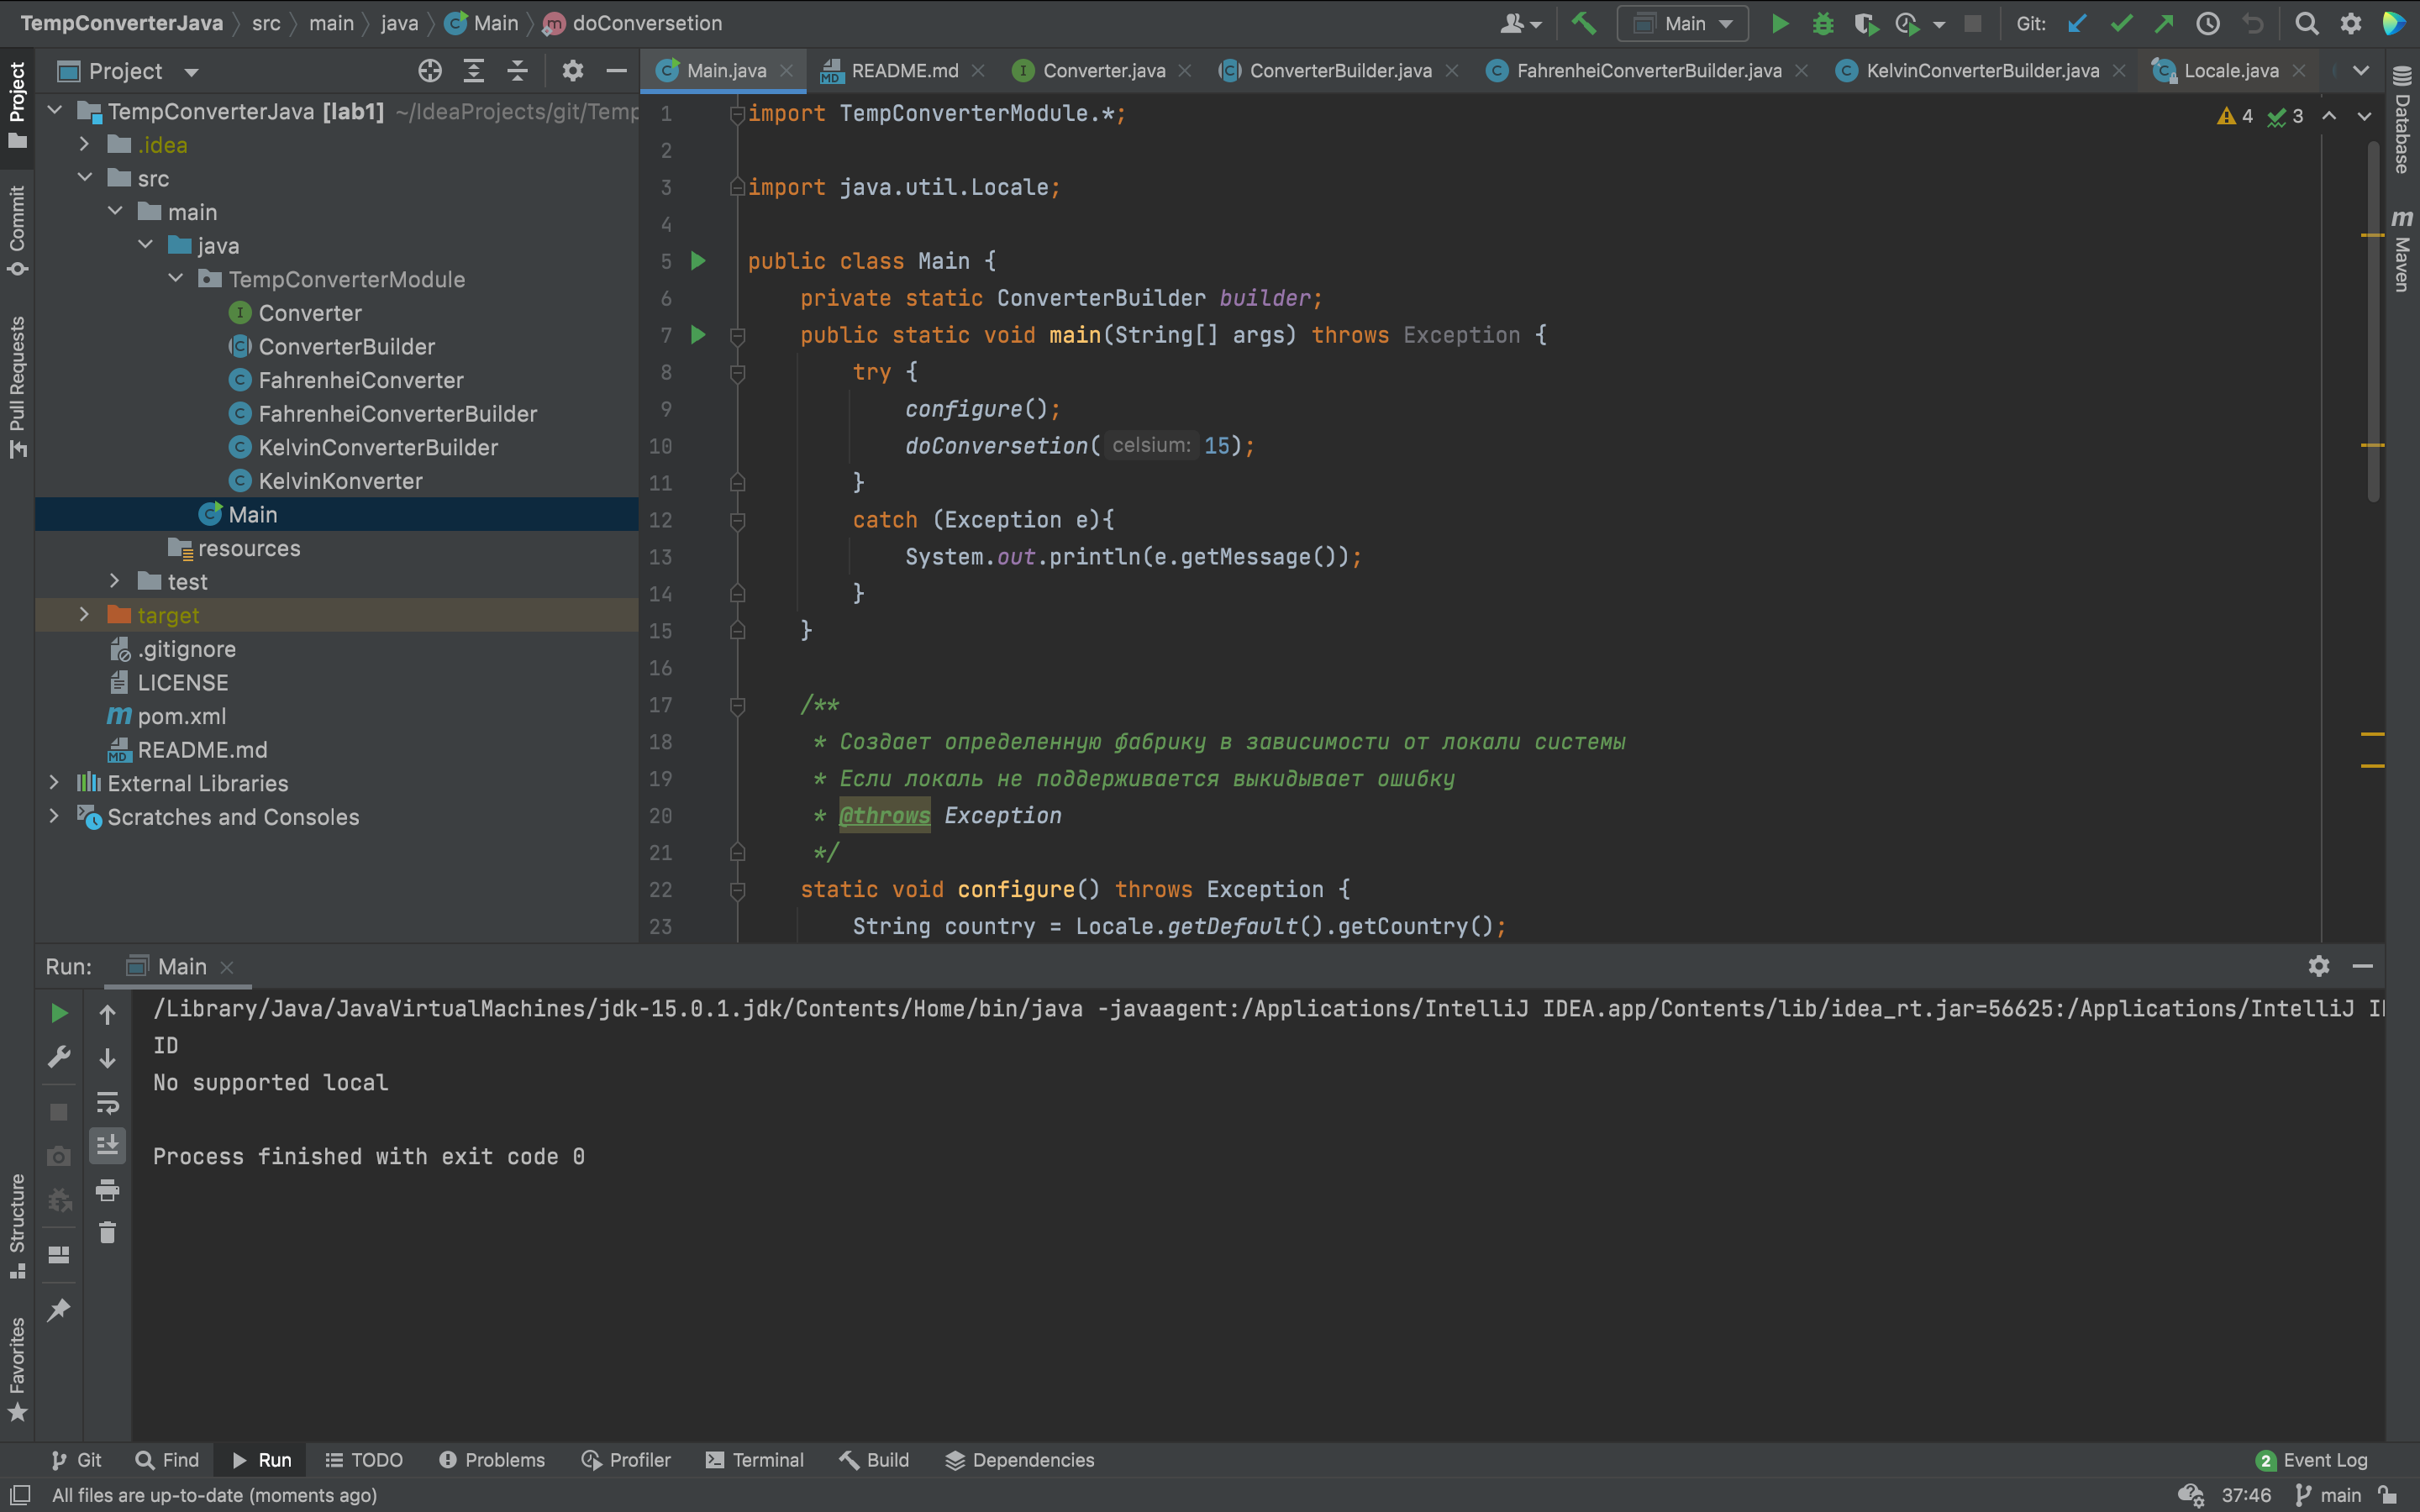 TempConverterJava src main java Main doConversetion Main Git:
Project
Main.java README.md Converter.java ConverterBuilder.java FahrenheiConverterBuilder.java KelvinConverterBuilder.java Locale.java
TempConverterJava [lab1] ~/IdeaProjects/git/Temp
.idea
src
main
java
TempConverterModule
Converter
ConverterBuilder
FahrenheiConverter
FahrenheiConverterBuilder
KelvinConverterBuilder
KelvinKonverter
Main
resources
test
target
.gitignore
LICENSE
pom.xml
README.md
External Libraries
Scratches and Consoles
4 3
1 import TempConverterModule.*;
2
3 import java.util.Locale;
4
5 public class Main {
6 private static ConverterBuilder builder;
7 public static void main(String[] args) throws Exception {
8 try {
9 configure();
10 doConversetion( celsium: 15);
11 }
12 catch (Exception e){
13 System.out.println(e.getMessage());
14 }
15 }
16
17 /**
18 * Создает определенную фабрику в зависимости от локали системы
19 * Если локаль не поддерживается выкидывает ошибку
20 * @throws Exception
21 */
22 static void configure() throws Exception {
23 String country = Locale.getDefault().getCountry();
Project
Commit
Pull Requests
Structure
Favorites
Database
Maven
Run: Main
/Library/Java/JavaVirtualMachines/jdk-15.0.1.jdk/Contents/Home/bin/java -javaagent:/Applications/IntelliJ IDEA.app/Contents/lib/idea_rt.jar=56625:/Applications/IntelliJ
ID
No supported local
Process finished with exit code 0
Git Find Run TODO Problems Profiler Terminal Build Dependencies 2 Event Log
All files are up-to-date (moments ago) 37:46 main